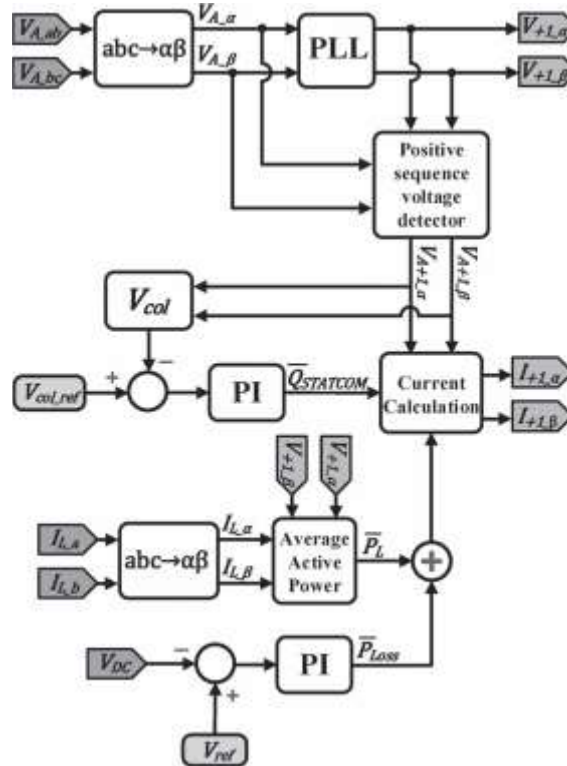 V_A_ab
V_A_bc
abc→αβ
V_A_α
V_A_β
PLL
V_+1_α
V_+1_β
Positive
sequence
voltage
detector
V_A+1_α
V_A+1_β
V_col
V_col_ref
+
−
PI
Q̅_STATCOM
Current
Calculation
I_+1_α
I_+1_β
V_+1_β
V_+1_α
I_L_a
I_L_b
abc→αβ
I_L_α
I_L_β
Average
Active
Power
P̅_L
+
V_DC
−
+
V_ref
PI
P̅_Loss